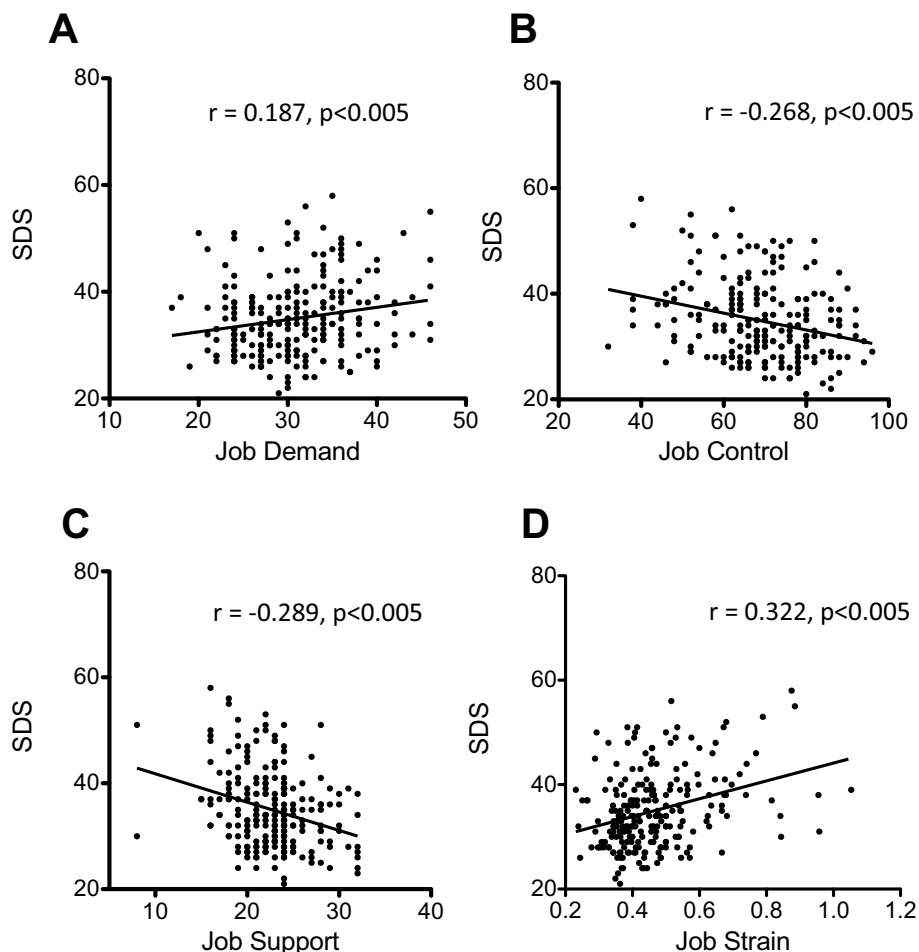 A
B
80
60
40
20
SDS
r = 0.187, p<0.005
10
20
30
40
50
Job Demand
80
60
40
20
SDS
r = -0.268, p<0.005
20
40
60
80
100
Job Control
C
D
80
60
40
20
SDS
r = -0.289, p<0.005
10
20
30
40
Job Support
80
60
40
20
SDS
r = 0.322, p<0.005
0.2
0.4
0.6
0.8
1.0
1.2
Job Strain